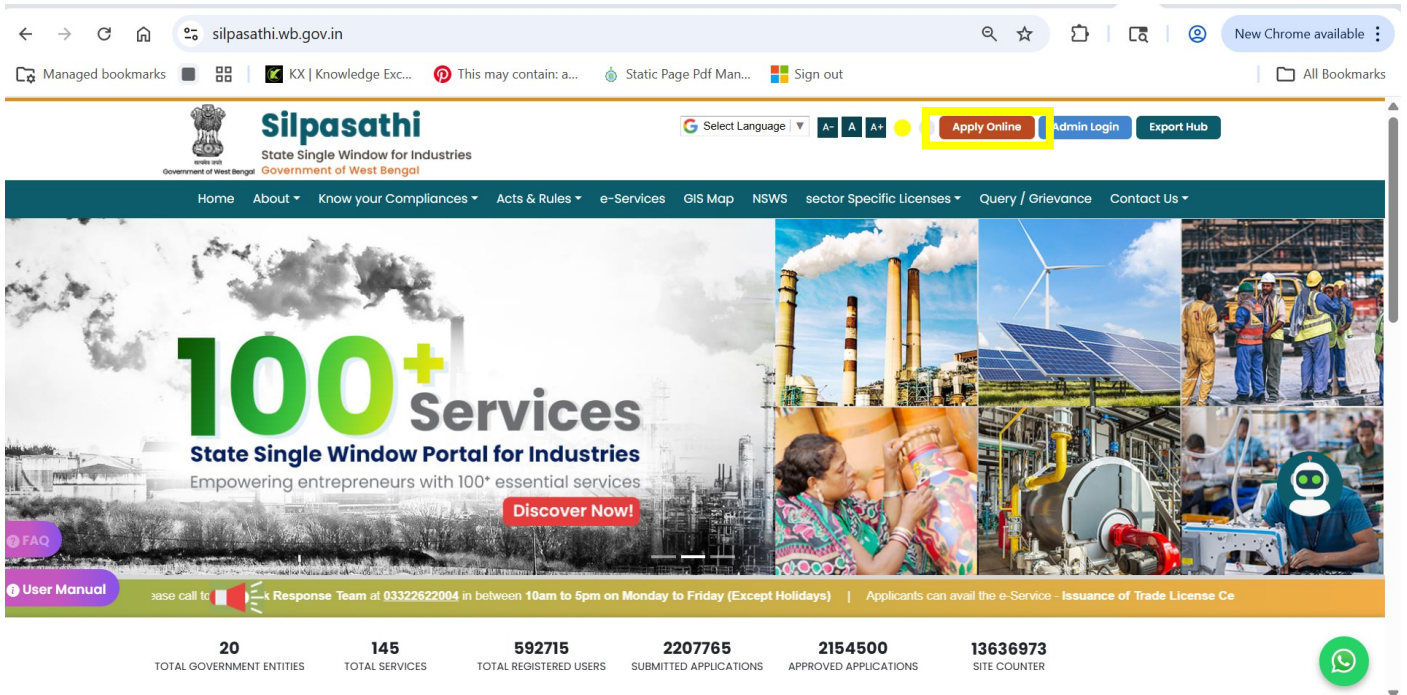 silpasathi.wb.gov.in
New Chrome available
Managed bookmarks
KX | Knowledge Exc...
This may contain: a...
Static Page Pdf Man...
Sign out
All Bookmarks
Silpasathi
State Single Window for Industries
Government of West Bengal
Government of West Bengal
Select Language
A- A A+
Apply Online
Admin Login
Export Hub
Home About Know your Compliances Acts & Rules e-Services GIS Map NSWS sector Specific Licenses Query / Grievance Contact Us
100+
Services
State Single Window Portal for Industries
Empowering entrepreneurs with 100+ essential services
Discover Now!
FAQ
User Manual
ease call to k Response Team at 03322622004 in between 10am to 5pm on Monday to Friday (Except Holidays) | Applicants can avail the e-Service - Issuance of Trade License Ce
20 145 592715 2207765 2154500 13636973
TOTAL GOVERNMENT ENTITIES TOTAL SERVICES TOTAL REGISTERED USERS SUBMITTED APPLICATIONS APPROVED APPLICATIONS SITE COUNTER